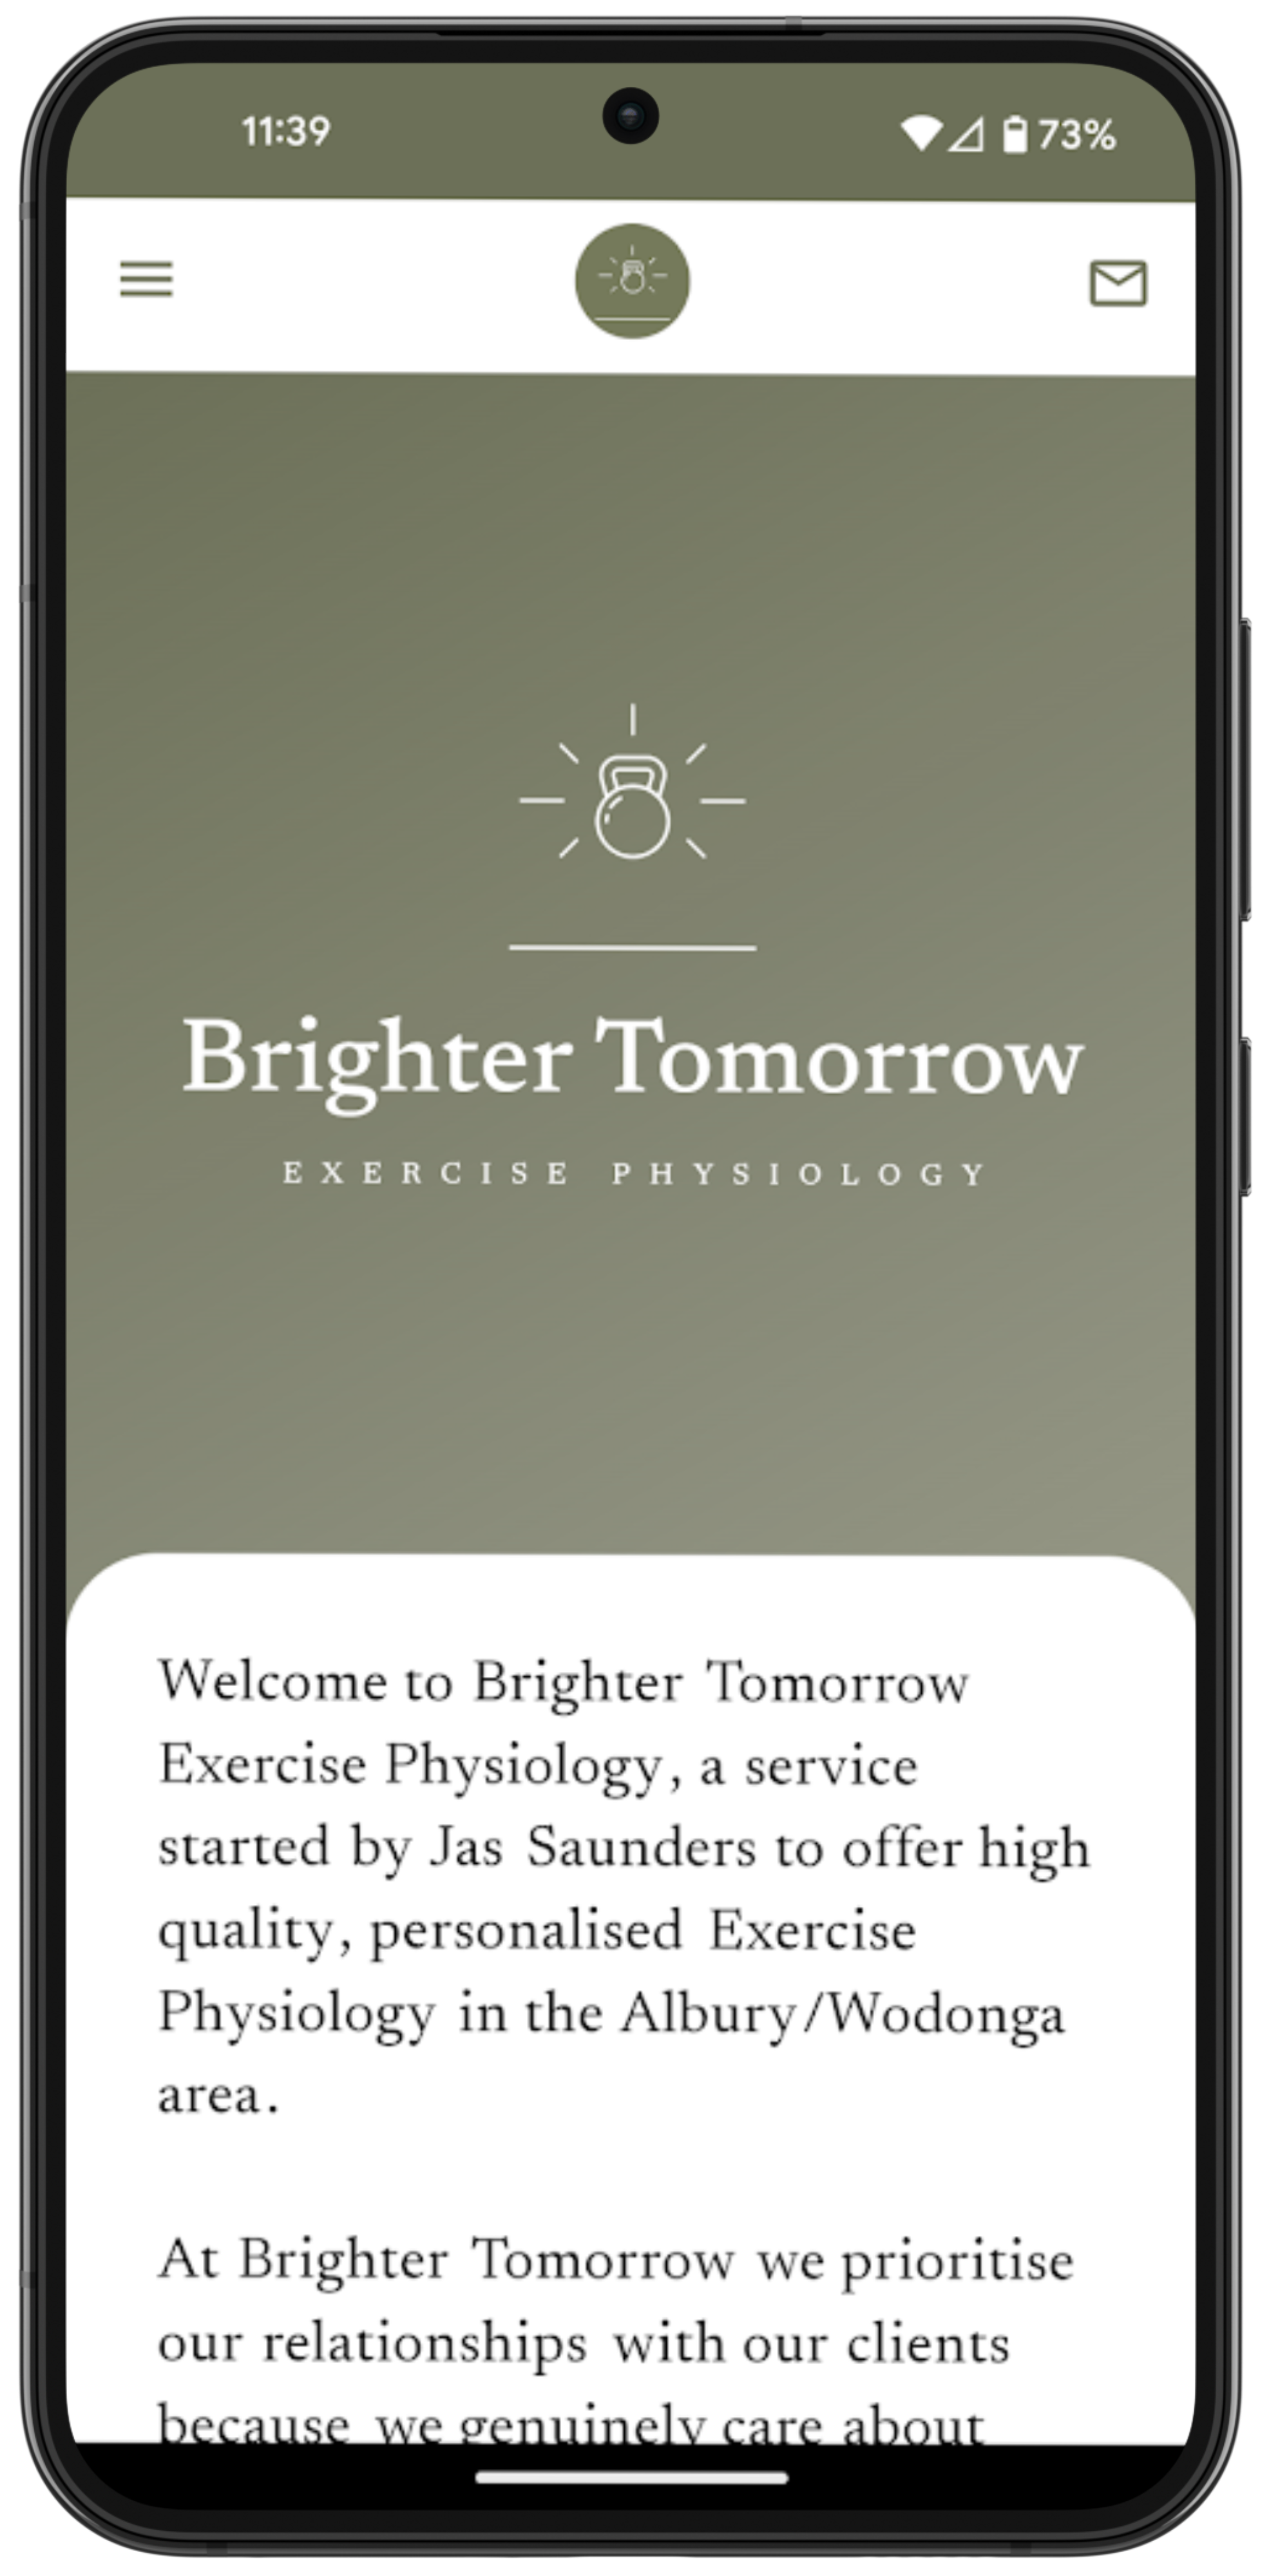 11:39
73%
Brighter Tomorrow
EXERCISE PHYSIOLOGY
Welcome to Brighter Tomorrow
Exercise Physiology, a service
started by Jas Saunders to offer high
quality, personalised Exercise
Physiology in the Albury/Wodonga
area.
At Brighter Tomorrow we prioritise
our relationships with our clients
because we genuinely care about